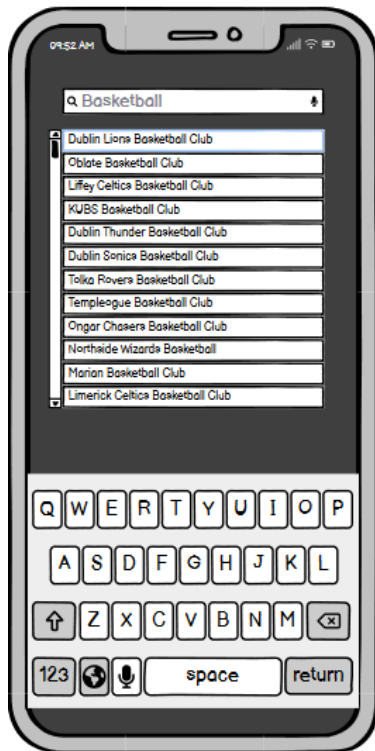 09:52 AM
Basketball
Dublin Lions Basketball Club
Oblate Basketball Club
Liffey Celtics Basketball Club
KUBS Basketball Club
Dublin Thunder Basketball Club
Dublin Sonics Basketball Club
Tolka Rovers Basketball Club
Templeogue Basketball Club
Ongar Chasers Basketball Club
Northside Wizards Basketball
Marian Basketball Club
Limerick Celtics Basketball Club
Q W E R T Y U I O P
A S D F G H J K L
Z X C V B N M
123 space return